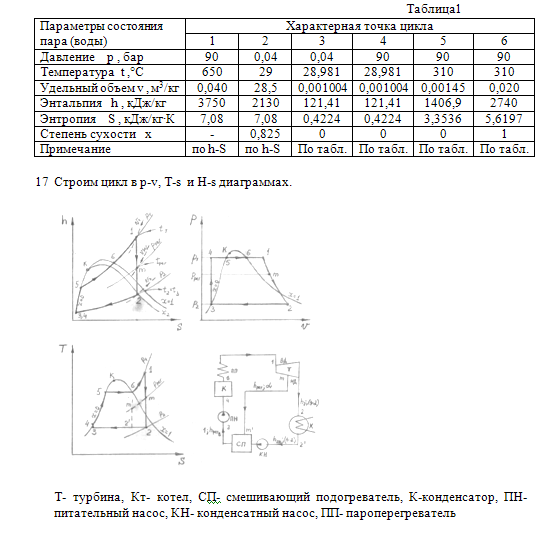 Таблица1
Параметры состояния пара (воды) Характерная точка цикла
1 2 3 4 5 6
Давление p , бар 90 0,04 0,04 90 90 90
Температура t ,°С 650 29 28,981 28,981 310 310
Удельный объем v , м³/кг 0,040 28,5 0,001004 0,001004 0,00145 0,020
Энтальпия h , кДж/кг 3750 2130 121,41 121,41 1406,9 2740
Энтропия S , кДж/кг·К 7,08 7,08 0,4224 0,4224 3,3536 5,6197
Степень сухости x - 0,825 0 0 0 1
Примечание по h-S по h-S По табл. По табл. По табл. По табл.
17 Строим цикл в p-v, T-s и H-s диаграммах.
h
S
P
v
T
S
Т- турбина, Кт- котел, СП- смешивающий подогреватель, К-конденсатор, ПН-
питательный насос, КН- конденсатный насос, ПП- пароперегреватель